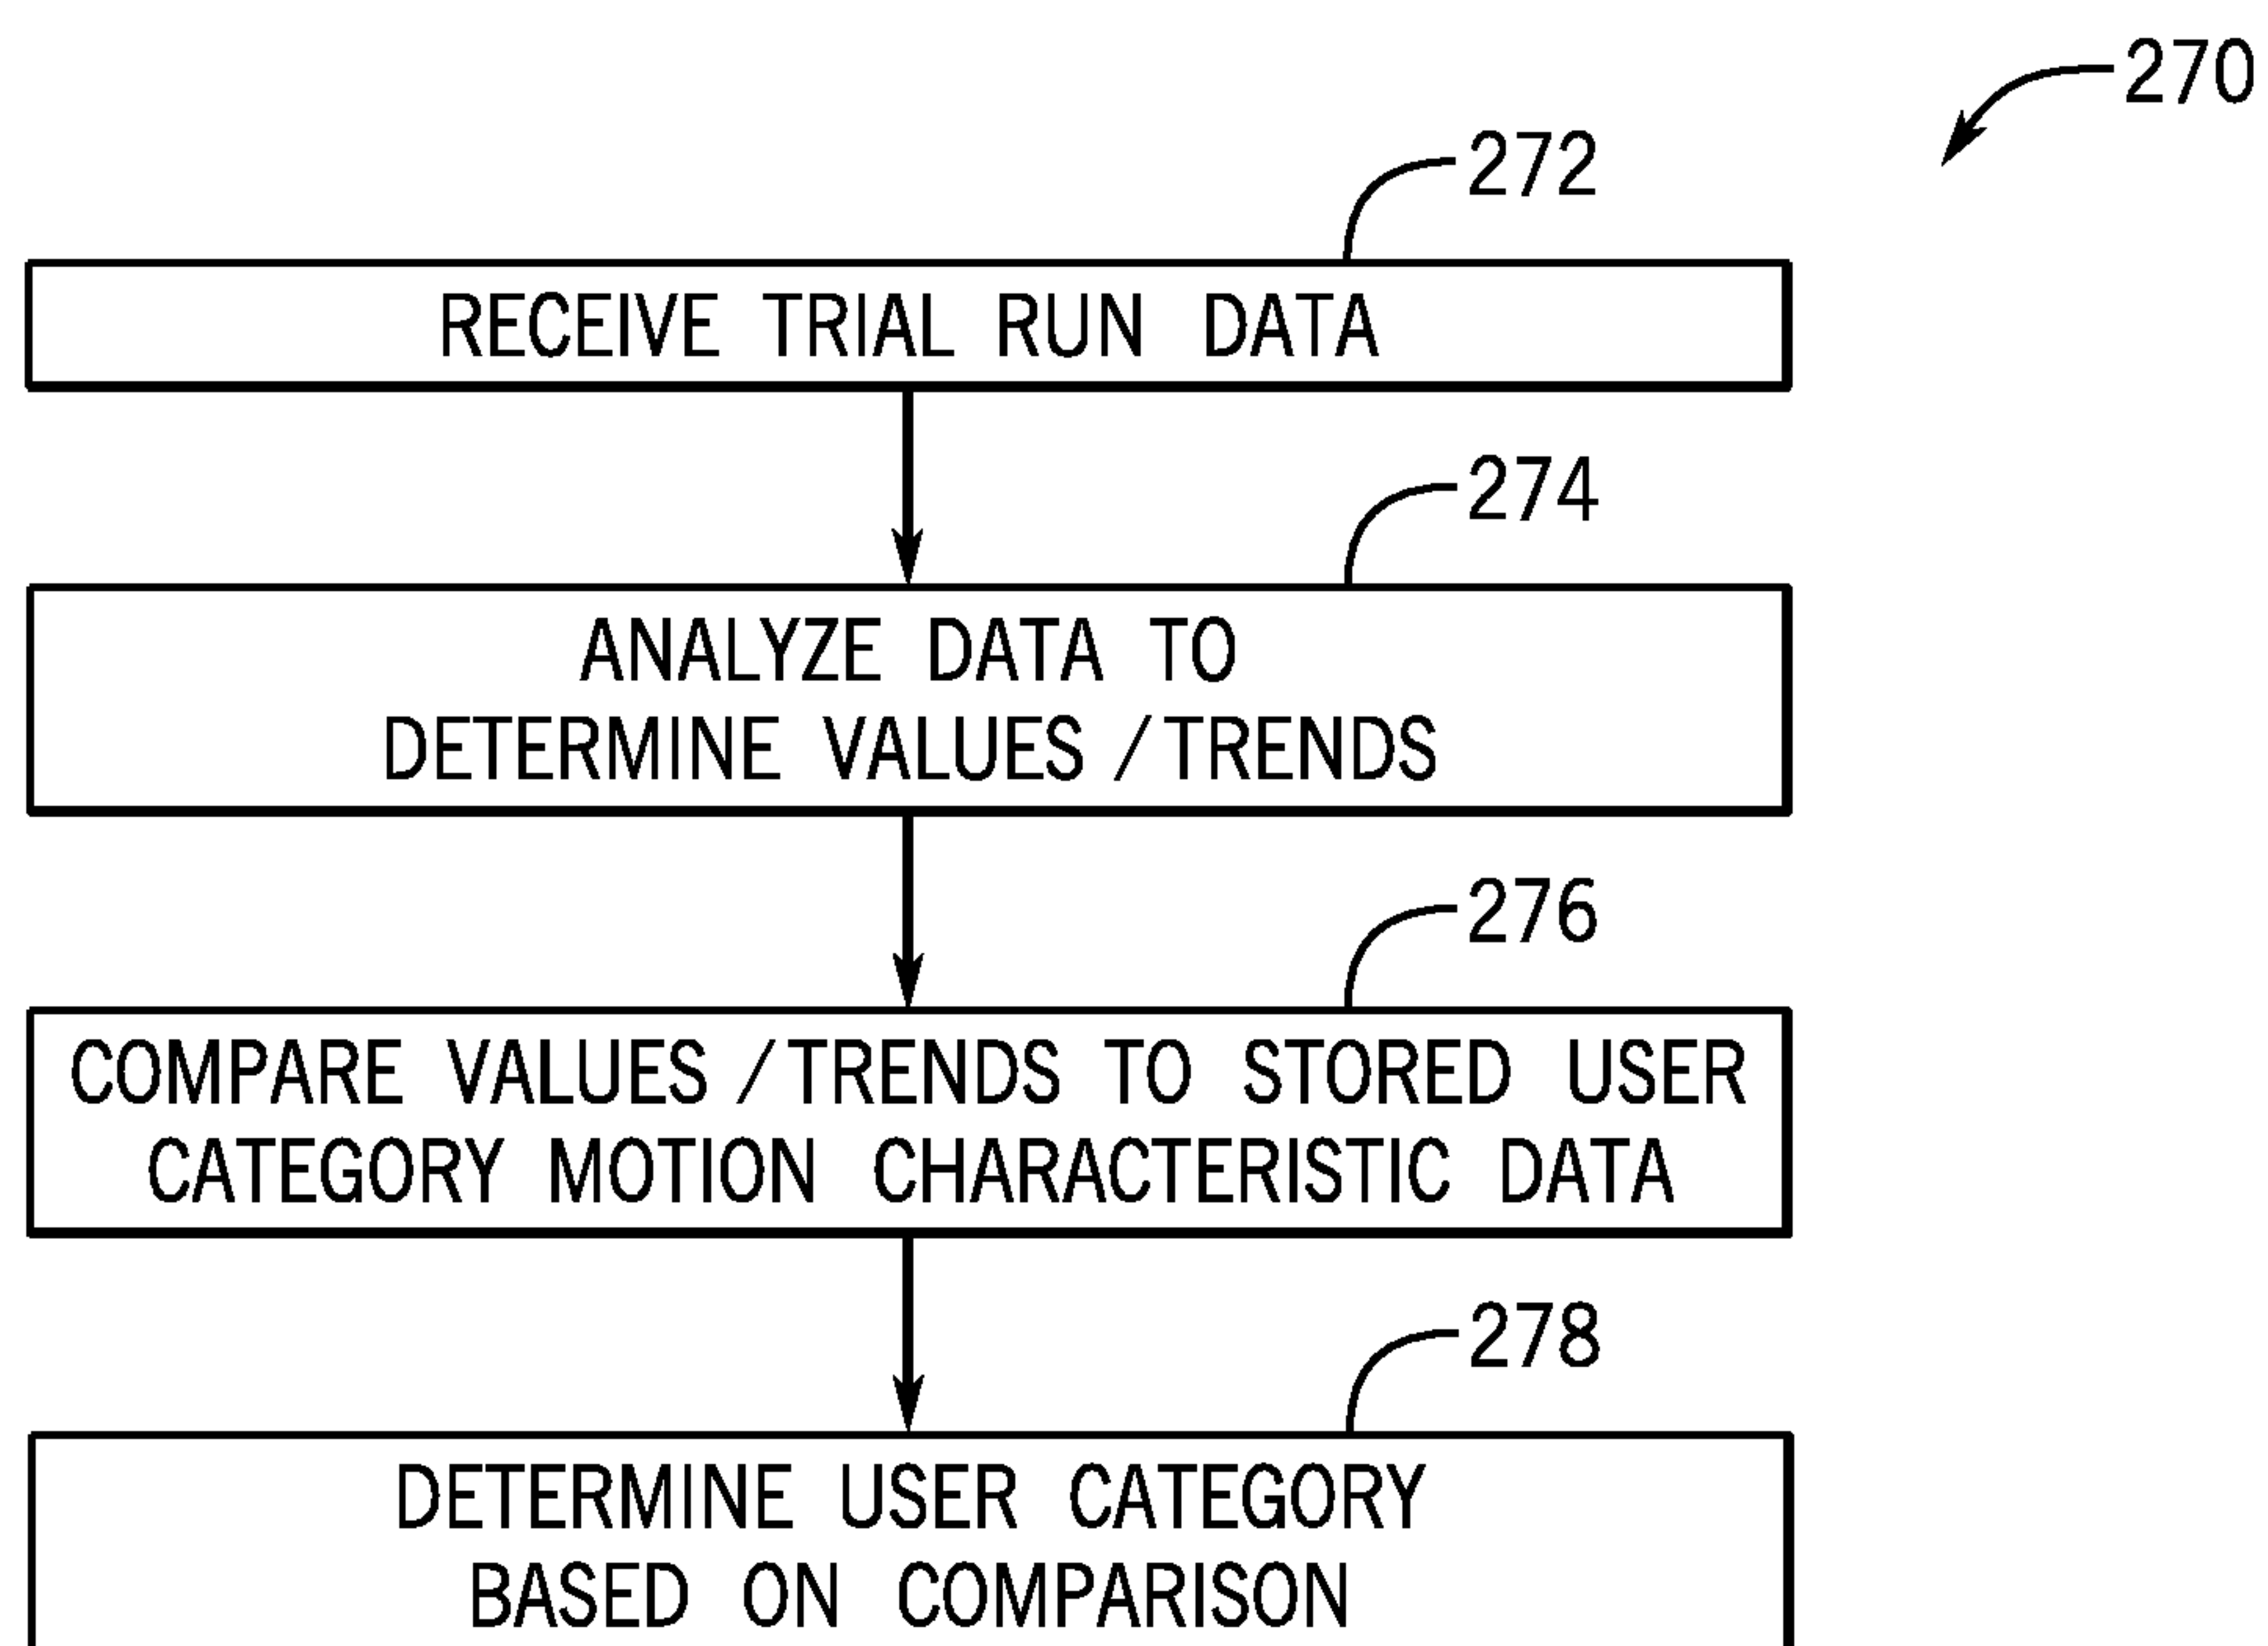 270
272
RECEIVE TRIAL RUN DATA
274
ANALYZE DATA TO
DETERMINE VALUES/TRENDS
276
COMPARE VALUES/TRENDS TO STORED USER
CATEGORY MOTION CHARACTERISTIC DATA
278
DETERMINE USER CATEGORY
BASED ON COMPARISON